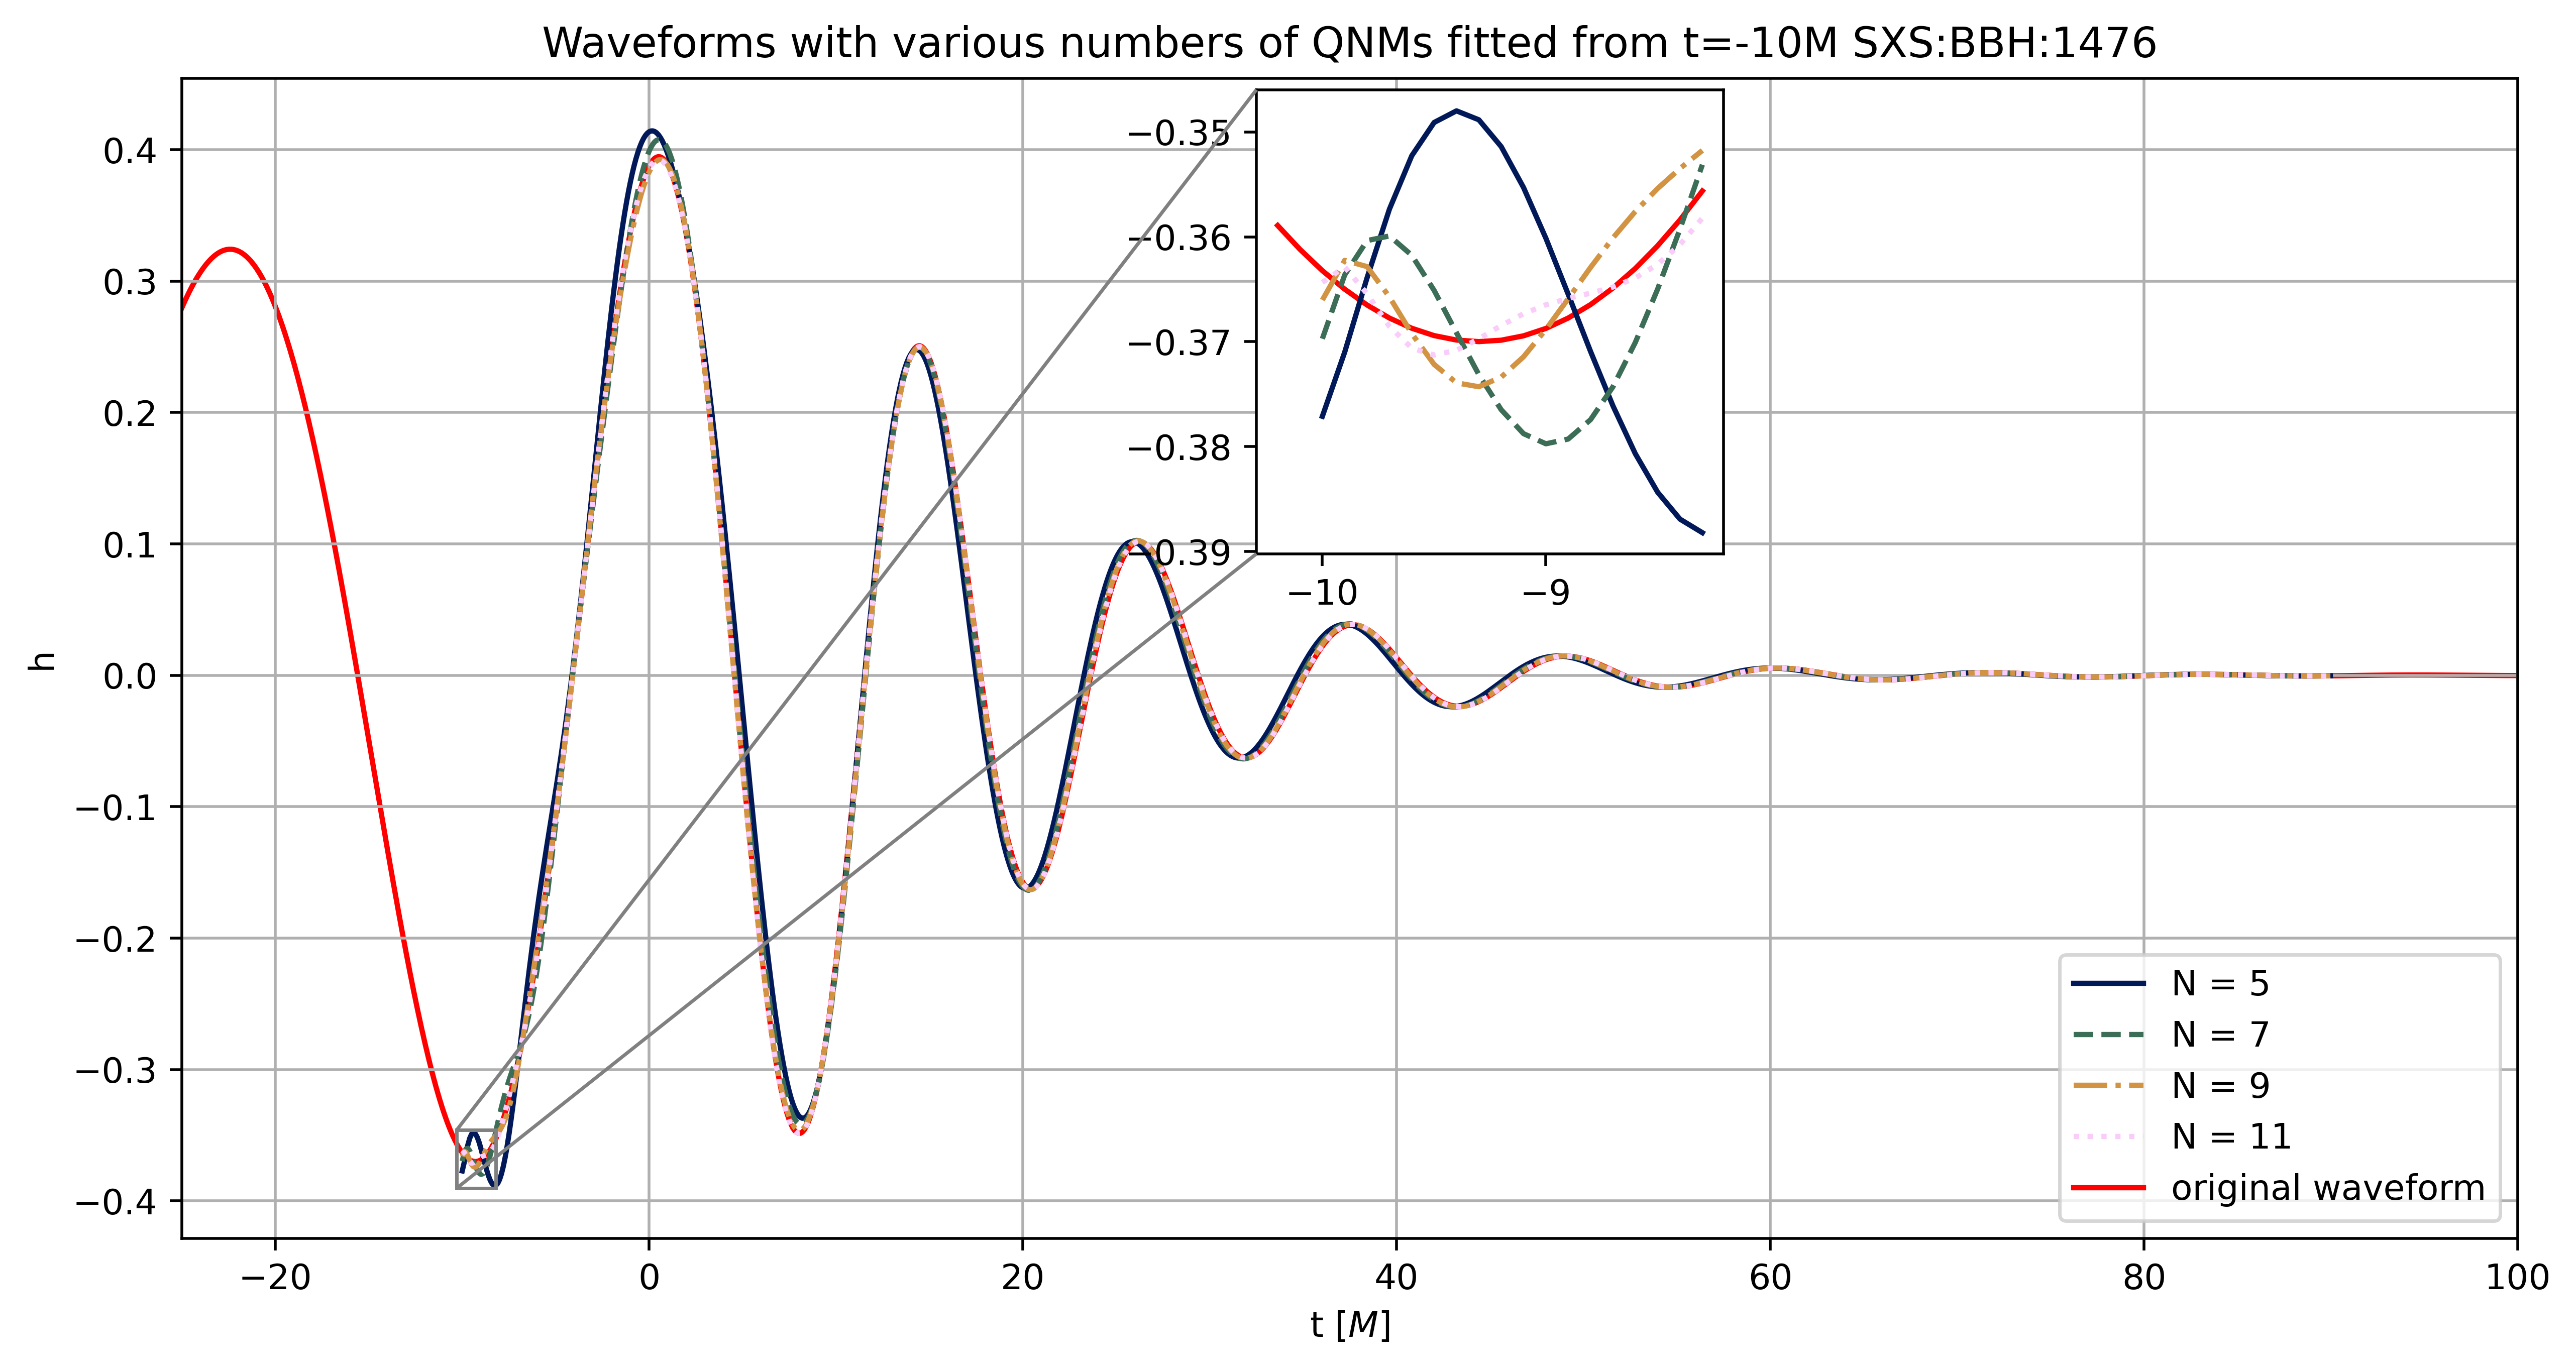 Waveforms with various numbers of QNMs fitted from t=-10M SXS:BBH:1476
h
0.4
0.3
0.2
0.1
0.0
−0.1
−0.2
−0.3
−0.4
−0.35
−0.36
−0.37
−0.38
−0.39
−10
−9
N = 5
N = 7
N = 9
N = 11
original waveform
−20
0
20
40
60
80
100
t [M]